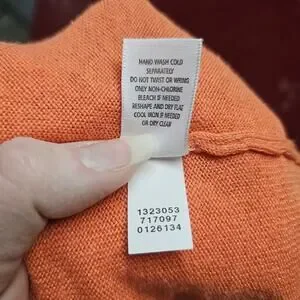 HAND WASH COLD
SEPARATELY
DO NOT TWIST OR WRING
ONLY NON-CHLORINE
BLEACH IF NEEDED
RESHAPE AND DRY FLAT
COOL IRON IF NEEDED
OR DRY CLEAN
1323053
717097
0126134